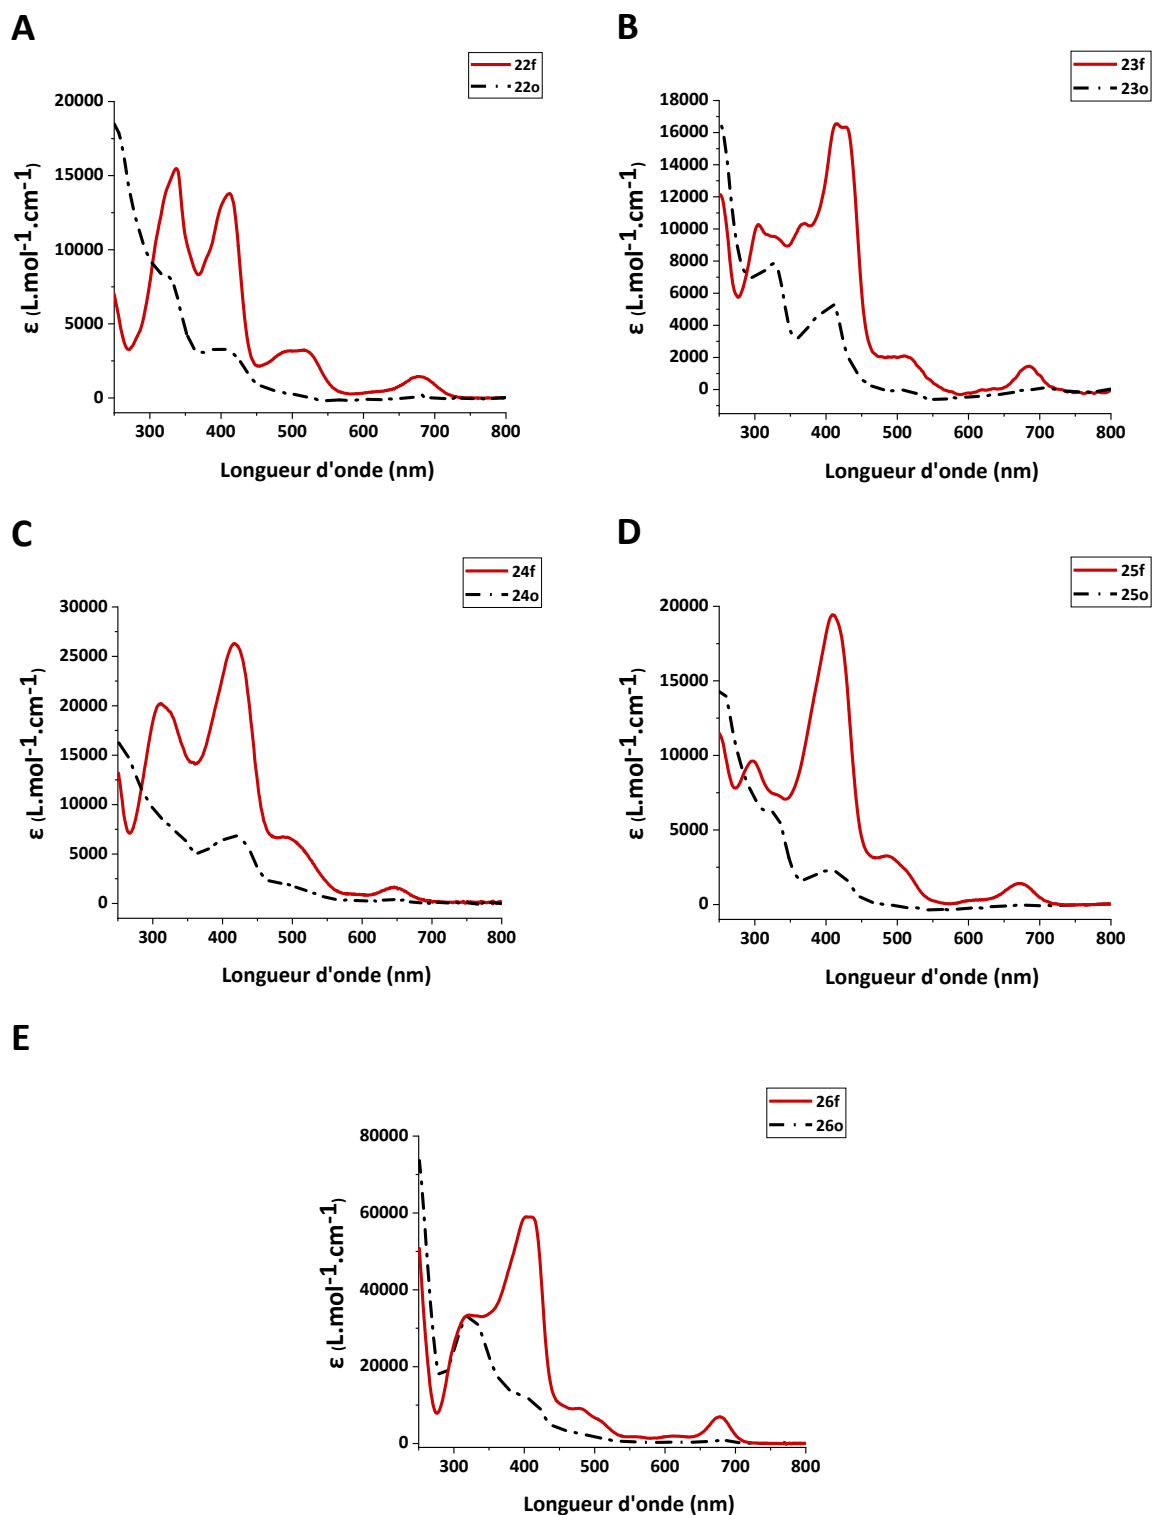 A
22f
22o
20000
15000
10000
5000
0
300 400 500 600 700 800
ε (L.mol-1.cm-1)
Longueur d'onde (nm)
B
23f
23o
18000
16000
14000
12000
10000
8000
6000
4000
2000
0
300 400 500 600 700 800
ε (L.mol-1.cm-1)
Longueur d'onde (nm)
C
24f
24o
30000
25000
20000
15000
10000
5000
0
300 400 500 600 700 800
ε (L.mol-1.cm-1)
Longueur d'onde (nm)
D
25f
25o
20000
15000
10000
5000
0
300 400 500 600 700 800
ε (L.mol-1.cm-1)
Longueur d'onde (nm)
E
26f
26o
80000
60000
40000
20000
0
300 400 500 600 700 800
ε (L.mol-1.cm-1)
Longueur d'onde (nm)